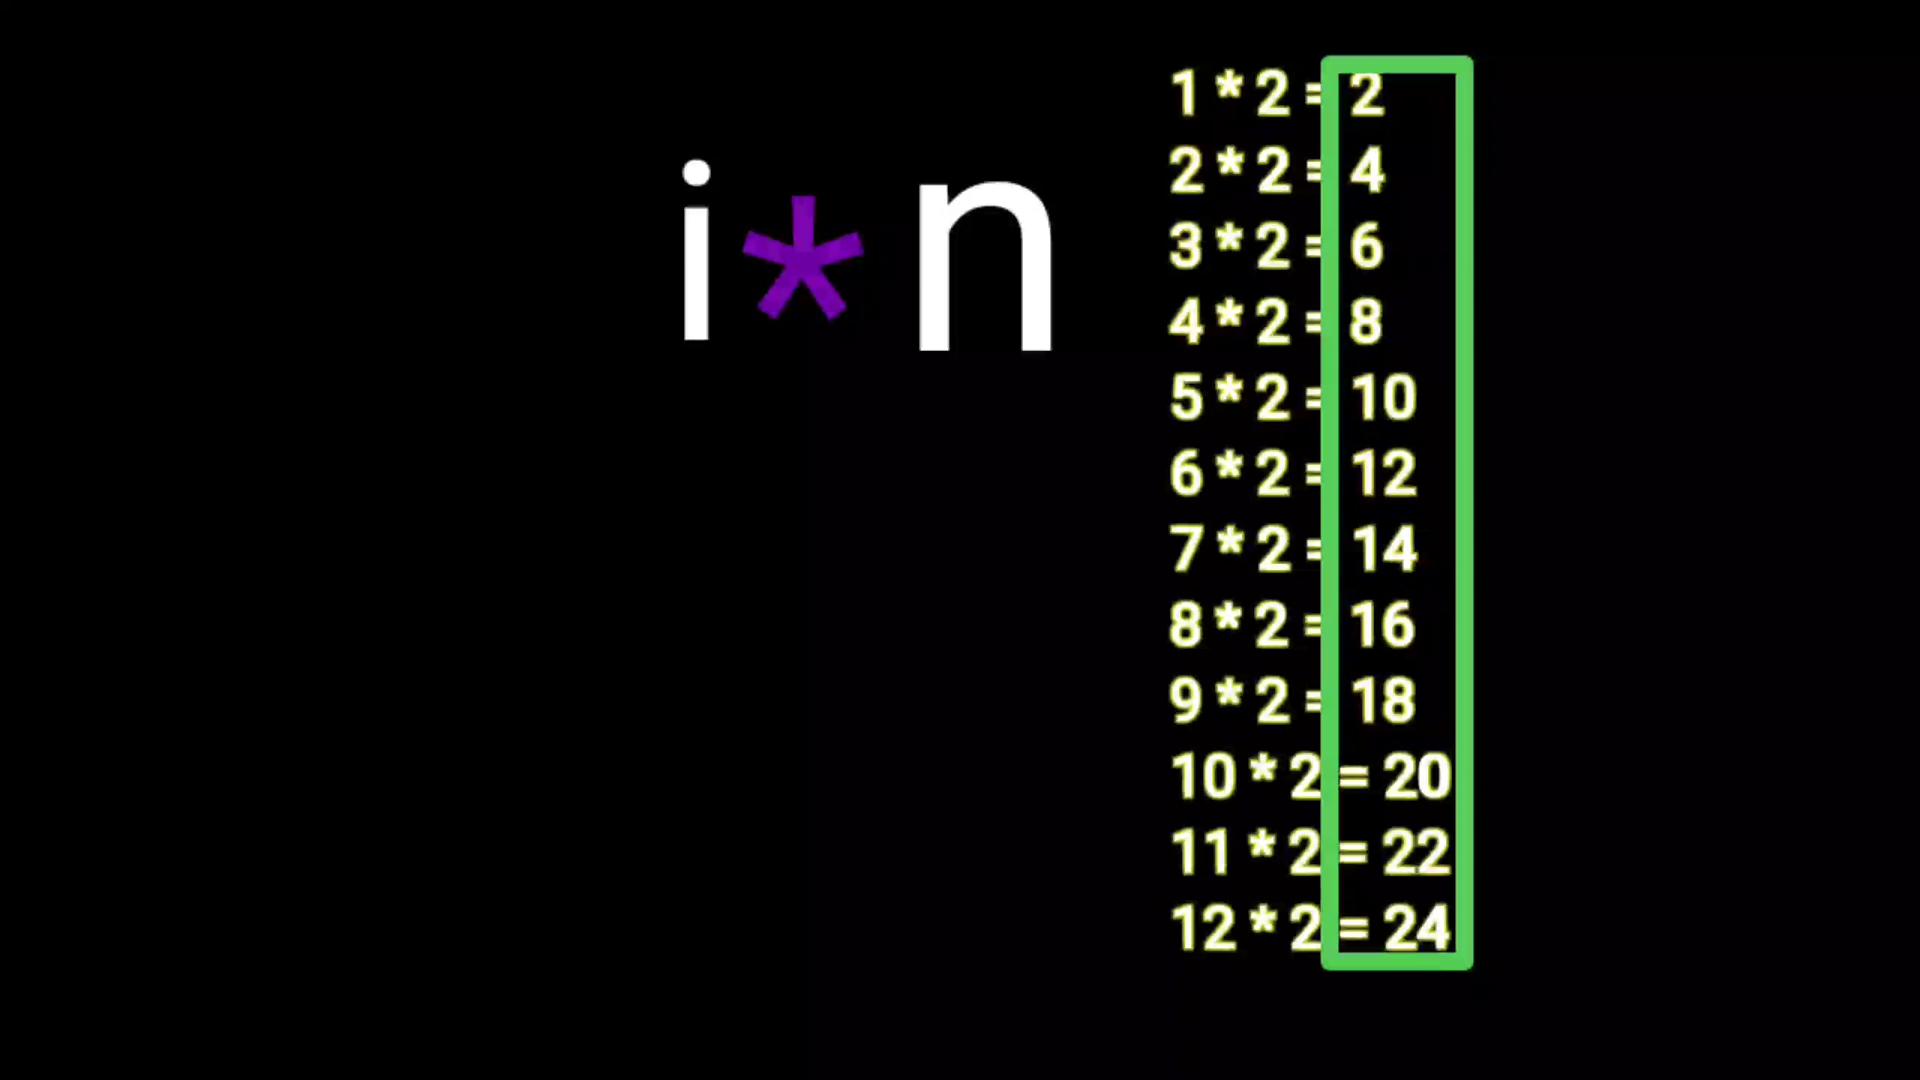 i * n
1 * 2 = 2
2 * 2 = 4
3 * 2 = 6
4 * 2 = 8
5 * 2 = 10
6 * 2 = 12
7 * 2 = 14
8 * 2 = 16
9 * 2 = 18
10 * 2 = 20
11 * 2 = 22
12 * 2 = 24